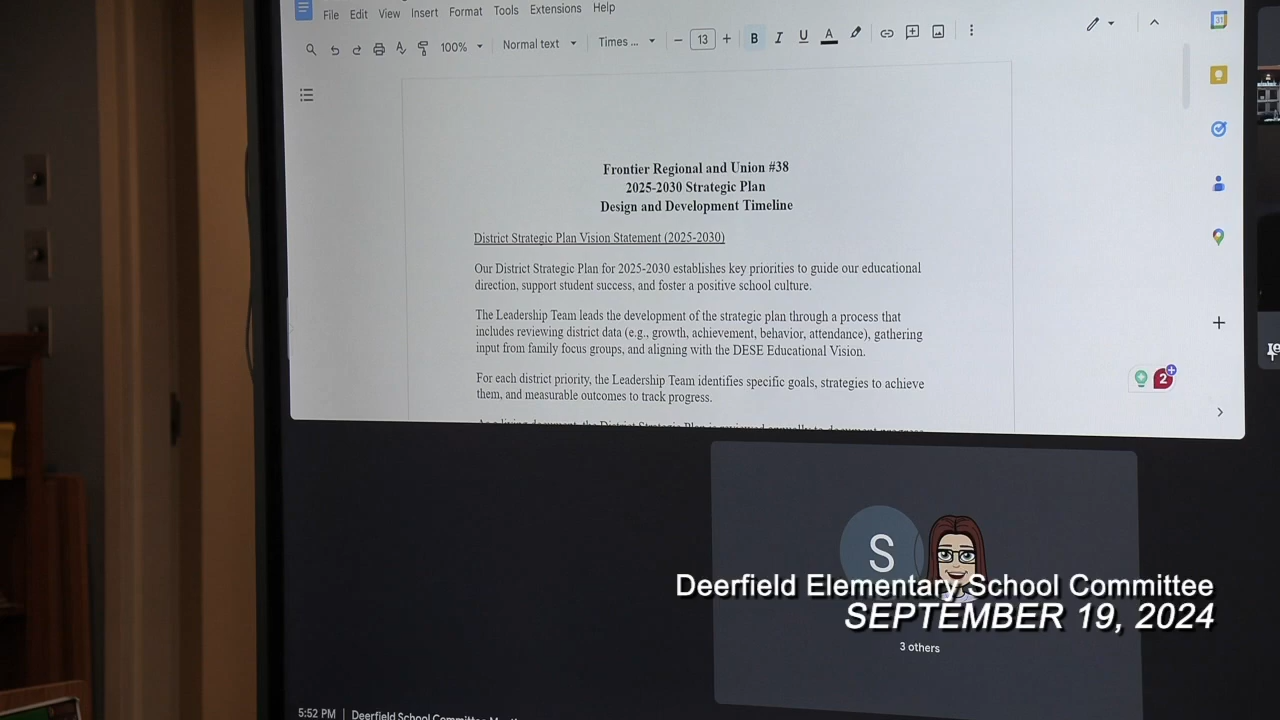 File Edit View Insert Format Tools Extensions Help
100% Normal text Times ... 13 B I U A
31
Frontier Regional and Union #38
2025-2030 Strategic Plan
Design and Development Timeline
District Strategic Plan Vision Statement (2025-2030)
Our District Strategic Plan for 2025-2030 establishes key priorities to guide our educational
direction, support student success, and foster a positive school culture.
The Leadership Team leads the development of the strategic plan through a process that
includes reviewing district data (e.g., growth, achievement, behavior, attendance), gathering
input from family focus groups, and aligning with the DESE Educational Vision.
For each district priority, the Leadership Team identifies specific goals, strategies to achieve
them, and measurable outcomes to track progress.
2
S
Deerfield Elementary School Committee
SEPTEMBER 19, 2024
3 others
5:52 PM | Deerfield School Committee